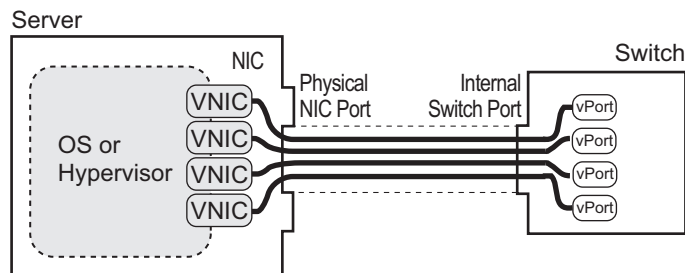 Server
Switch
NIC
Physical
NIC Port
Internal
Switch Port
OS or
Hypervisor
VNIC
VNIC
VNIC
VNIC
vPort
vPort
vPort
vPort